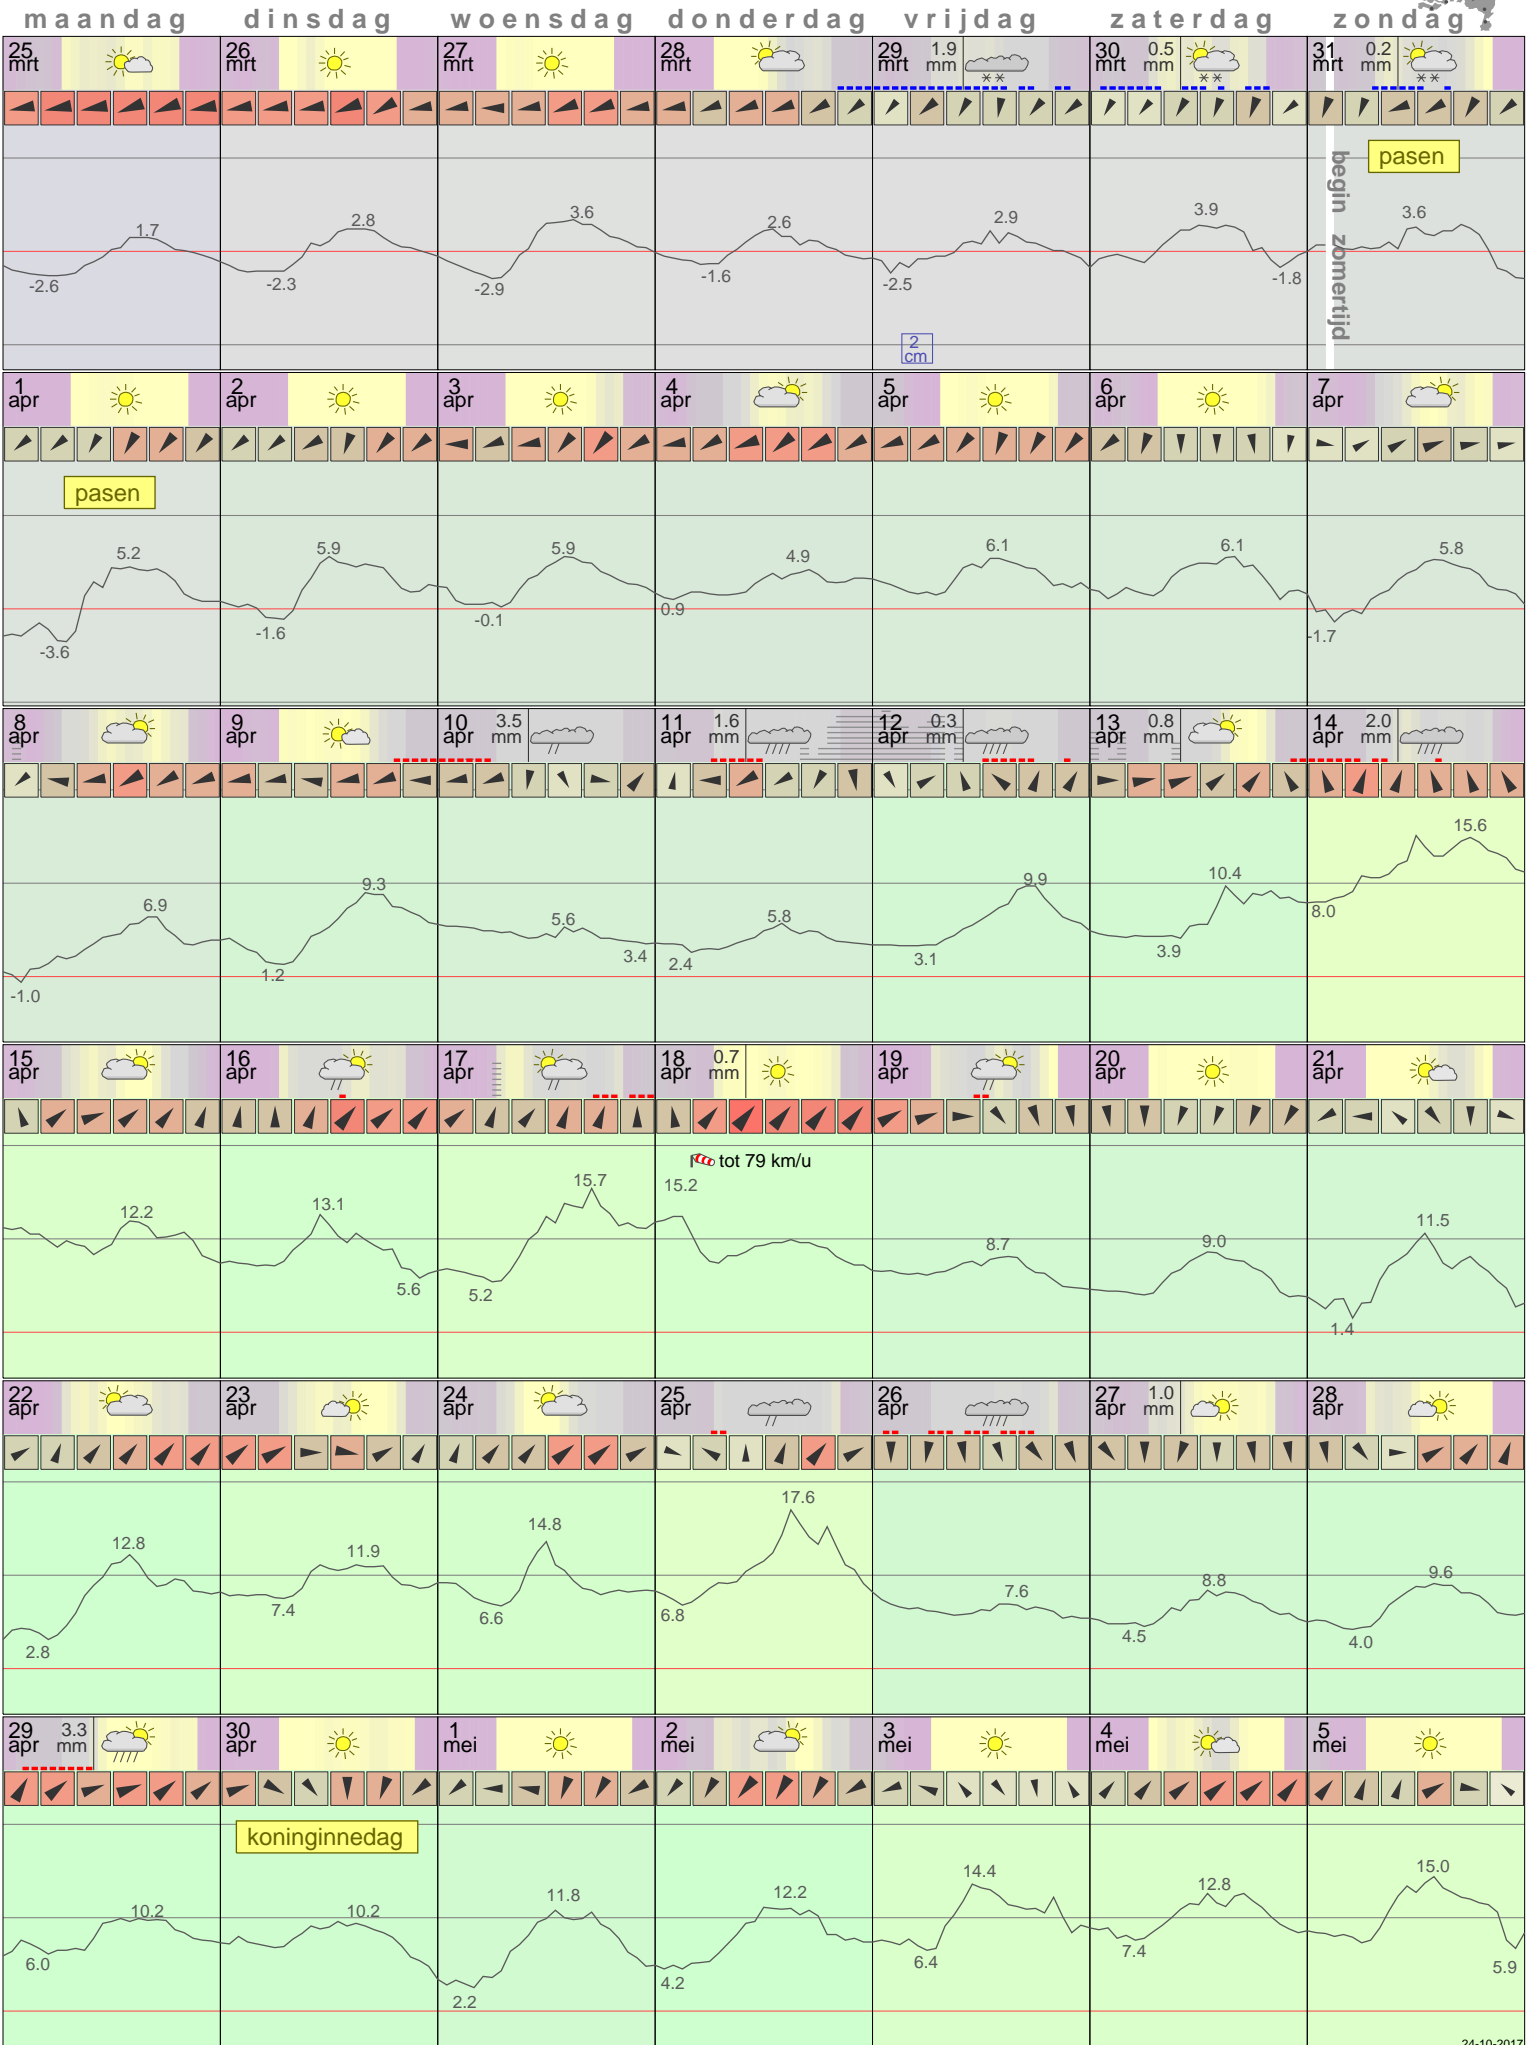 maandag dinsdag woensdag donderdag vrijdag zaterdag zondag
25 mrt
26 mrt
27 mrt
28 mrt
29 mrt 1.9 mm
30 mrt 0.5 mm
31 mrt 0.2 mm
pasen
begin zomertijd
1.7
2.8
3.6
2.6
2.9
3.9
3.6
-2.6
-2.3
-2.9
-1.6
-2.5
-1.8
2 cm
1 apr
2 apr
3 apr
4 apr
5 apr
6 apr
7 apr
pasen
5.2
5.9
5.9
4.9
6.1
6.1
5.8
-3.6
-1.6
-0.1
0.9
-1.7
8 apr
9 apr
10 apr 3.5 mm
11 apr 1.6 mm
12 apr 0.3 mm
13 apr 0.8 mm
14 apr 2.0 mm
6.9
9.3
5.6
5.8
9.9
10.4
15.6
-1.0
1.2
3.4
2.4
3.1
3.9
8.0
15 apr
16 apr
17 apr
18 apr 0.7 mm
19 apr
20 apr
21 apr
tot 79 km/u
12.2
13.1
15.7
15.2
8.7
9.0
11.5
5.6
5.2
1.4
22 apr
23 apr
24 apr
25 apr
26 apr
27 apr 1.0 mm
28 apr
12.8
11.9
14.8
17.6
7.6
8.8
9.6
2.8
7.4
6.6
6.8
4.5
4.0
29 apr 3.3 mm
30 apr
1 mei
2 mei
3 mei
4 mei
5 mei
koninginnedag
10.2
10.2
11.8
12.2
14.4
12.8
15.0
6.0
2.2
4.2
6.4
7.4
5.9
24-10-2017